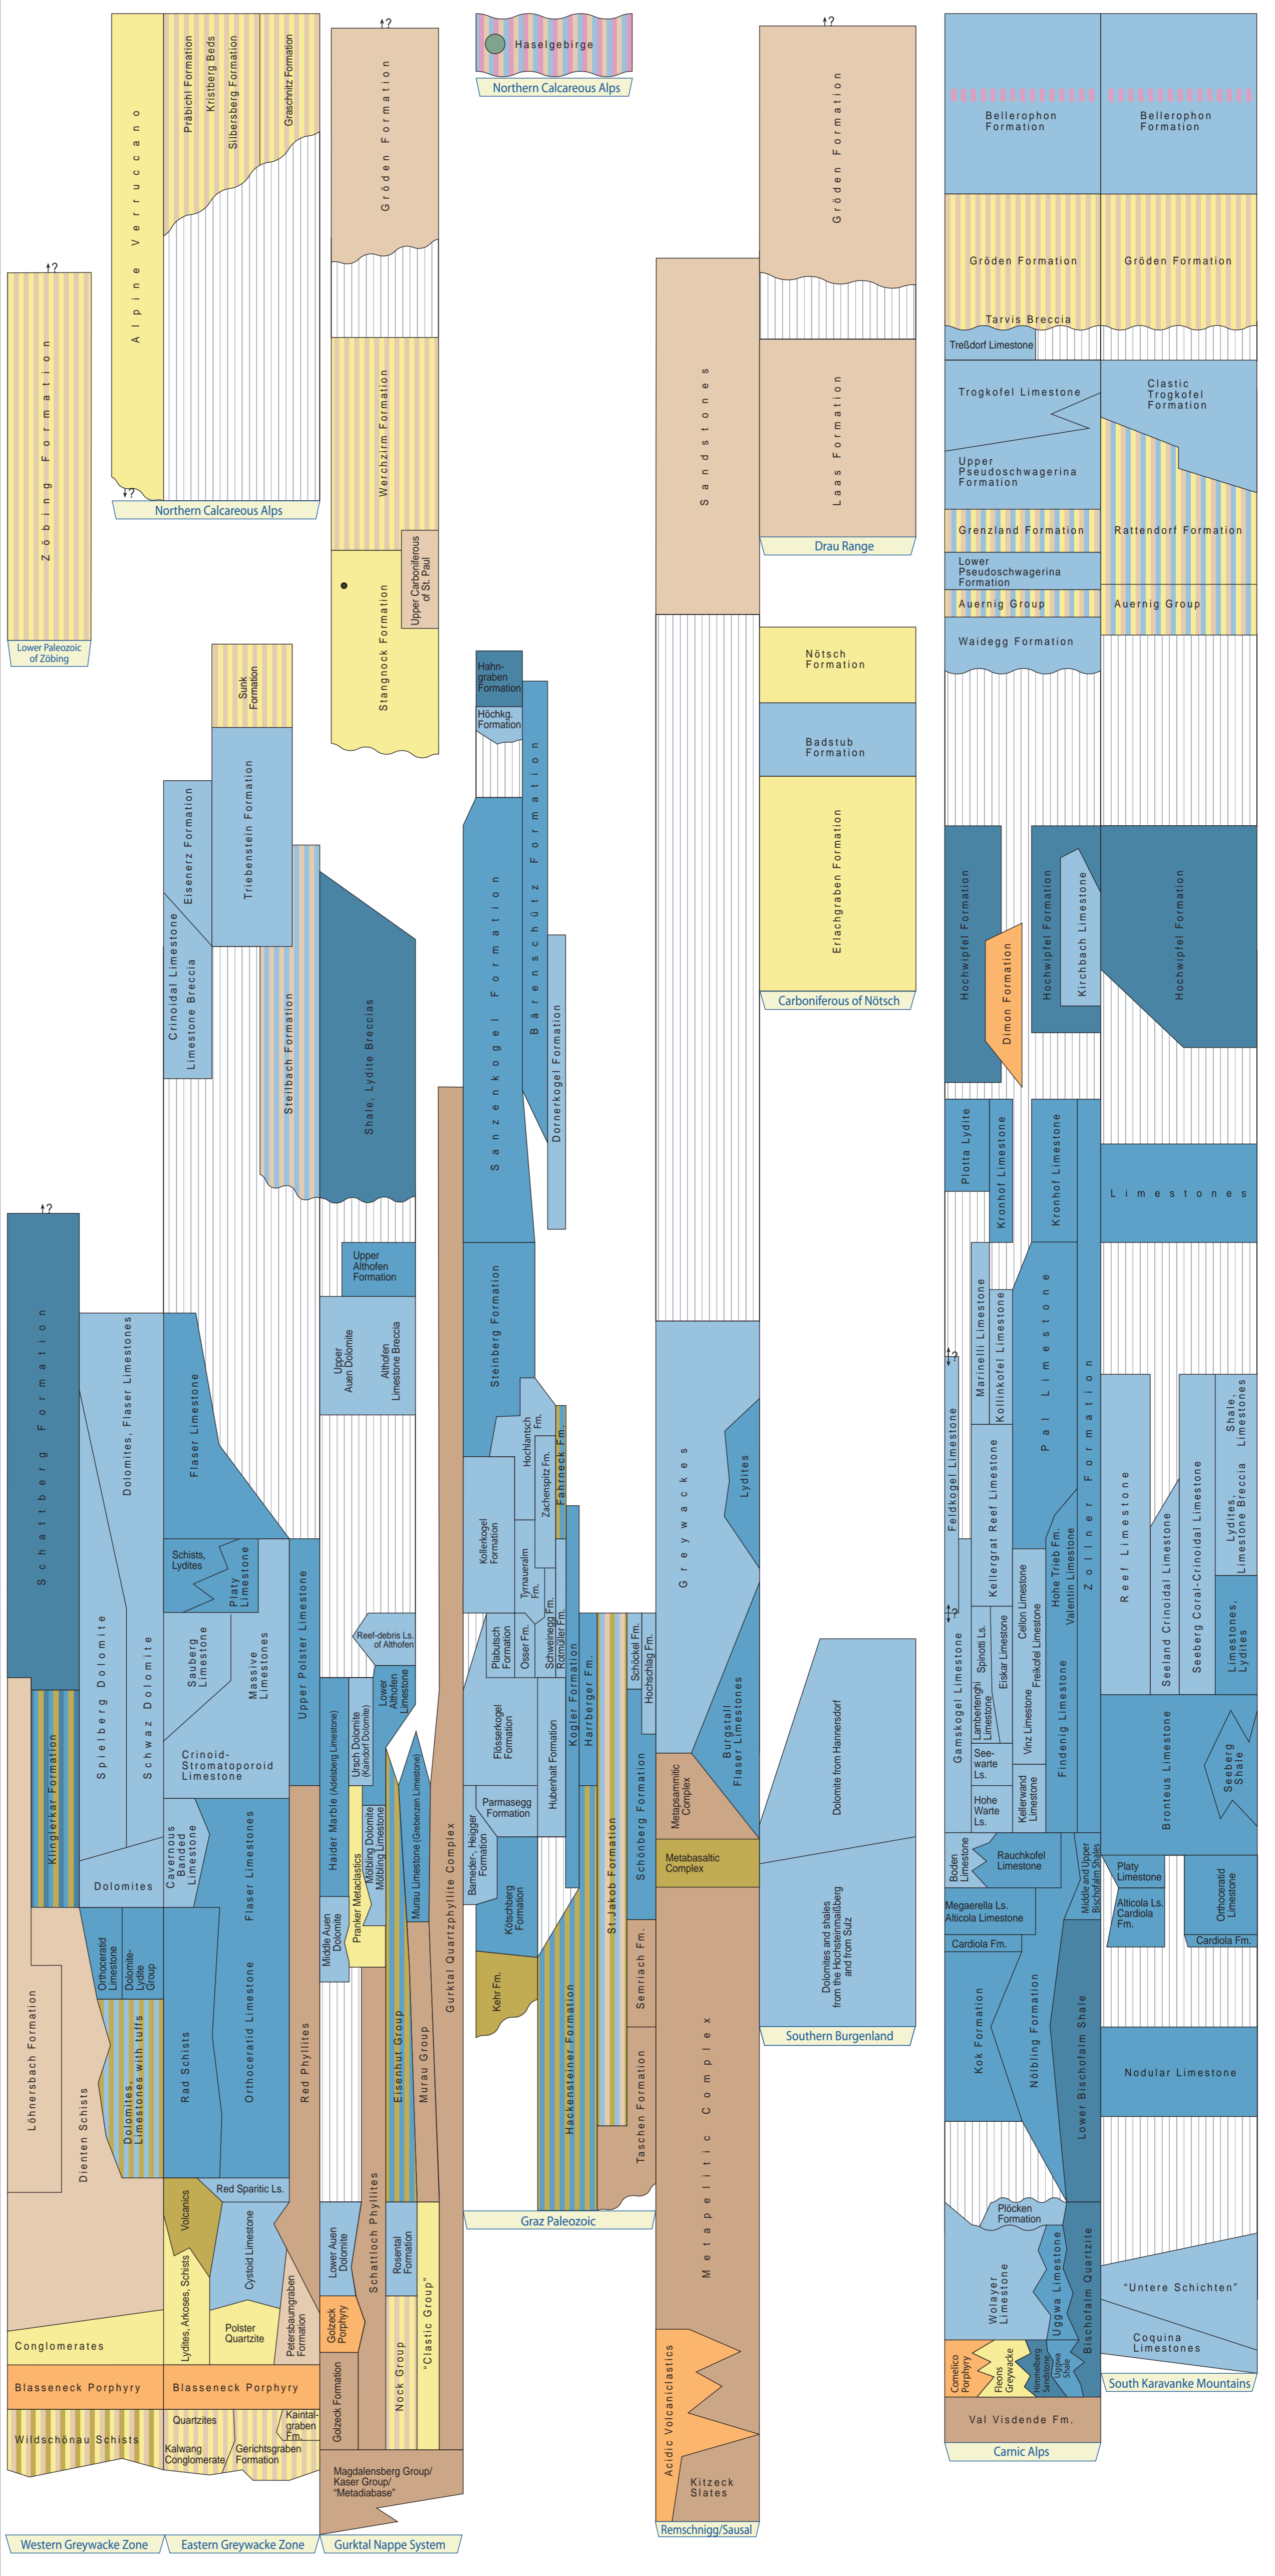 ?
Gröden Formation
Haselgebirge
Northern Calcareous Alps
?
Gröden Formation
Alpine Verruccano
Präbichl Formation
Kristberg Beds
Silbersberg Formation
Graschnitz Formation
Bellerophon
Formation
Bellerophon
Formation
?
Zöbing Formation
Lower Paleozoic
of Zöbing
?
Northern Calcareous Alps
Werchzirm Formation
Upper Carboniferous
of St. Paul
Stangnock Formation
Sandstones
Laas Formation
Drau Range
Gröden Formation
Tarvis Breccia
Gröden Formation
Treßdorf Limestone
Trogkofel Limestone
Clastic
Trogkofel
Formation
Upper
Pseudoschwagerina
Formation
Grenzland Formation
Rattendorf Formation
Lower
Pseudoschwagerina
Formation
Auernig Group
Auernig Group
Waidegg Formation
Sunk
Formation
Triebenstein Formation
Eisenerz Formation
Crinoidal Limestone
Limestone Breccia
Steilbach Formation
Shale, Lydite Breccias
Hahn-
graben
Formation
Höchkg.
Formation
Sanzenkogel Formation
Bärenschütz Formation
Dornerkogel Formation
Nötsch
Formation
Badstub
Formation
Erlachgraben Formation
Carboniferous of Nötsch
Hochwipfel Formation
Dimon Formation
Hochwipfel Formation
Kirchbach Limestone
Hochwipfel Formation
Plotta Lydite
Kronhof Limestone
Kronhof Limestone
Limestones
?
Schattberg Formation
Dolomites, Flaser Limestones
Flaser Limestone
Upper
Althofen
Formation
Upper
Auen Dolomite
Althofen
Limestone Breccia
Steinberg Formation
Hochlantsch
Fm.
Zachenspitz Fm.
Fahrneck Fm.
Kollerkogel
Formation
Tyrnaueralm
Fm.
Plabutsch
Formation
Osser Fm.
Schweinegg Fm.
Rotmüller Fm.
Greywackes
Lydites
?
Marinelli Limestone
Kollinkofel Limestone
Pal Limestone
Zollner Formation
Feldkogel Limestone
Kellergrat Reef Limestone
Hohe Trieb Fm.
Valentin Limestone
Reef Limestone
Seeland Crinoidal Limestone
Seeberg Coral-Crinoidal Limestone
Lydites,
Limestone Breccia
Shale,
Limestones
Limestones,
Lydites
Schists,
Lydites
Platy
Limestone
Sauberg
Limestone
Massive
Limestones
Upper Polster Limestone
Reef-debris Ls.
of Althofen
Lower
Althofen
Limestone
Spielberg Dolomite
Schwaz Dolomite
Crinoid-
Stromatoporoid
Limestone
Klinglerkar Formation
Cavernous
Banded
Limestone
Flaser Limestones
Dolomites
Haider Marble (Adelsberg Limestone)
Ursch Dolomite
(Kaindorf Dolomite)
Mölbling Dolomite
Mölbling Limestone
Pranker Metaclastics
Murau Limestone (Grebenzen Limestone)
Gurktal Quartzphyllite Complex
Middle Auen
Dolomite
Flösserkogel
Formation
Hubenhalt Formation
Kogler Formation
Harrberger Fm.
Schöckel Fm.
Hochschlag Fm.
Parmasegg
Formation
Bameder-, Heigger
Formation
Kötschberg
Formation
Kehr Fm.
St.Jakob Formation
Schönberg Formation
Semriach Fm.
Taschen Formation
Hackensteiner Formation
Graz Paleozoic
Burgstall
Flaser Limestones
Metapsammitic
Complex
Metabasaltic
Complex
Metapelitic Complex
Dolomite from Hannersdorf
Dolomites and shales
from the Hochsteinmaißberg
and from Sulz
Southern Burgenland
?
Gamskogel Limestone
Spinotti Ls.
Eiskar Limestone
Lambertenghi
Limestone
See-
warte
Ls.
Hohe
Warte
Ls.
Cellon Limestone
Freikofel Limestone
Vinz Limestone
Kellerwand
Limestone
Findenig Limestone
Bronteus Limestone
Seeberg
Shale
Boden
Limestone
Rauchkofel
Limestone
Middle and Upper
Bischofalm Shales
Megaerella Ls.
Alticola Limestone
Cardiola Fm.
Platy
Limestone
Alticola Ls.
Cardiola
Fm.
Orthoceratid
Limestone
Cardiola Fm.
Kok Formation
Nölbling Formation
Lower Bischofalm Shale
Nodular Limestone
Orthoceratid
Limestone
Dolomite-
Lydite
Group
Löhnersbach Formation
Dienten Schists
Dolomites,
Limestones with tuffs
Rad Schists
Orthoceratid Limestone
Red Phyllites
Eisenhut Group
Murau Group
Schattloch Phyllites
Red Sparitic Ls.
Volcanics
Cystoid Limestone
Lydites, Arkoses, Schists
Polster
Quartzite
Petersbaumgraben
Formation
Lower Auen
Dolomite
Rosental
Formation
"Clastic Group"
Golzeck
Porphyry
Nock Group
Golzeck Formation
Conglomerates
Blasseneck Porphyry
Blasseneck Porphyry
Wildschönau Schists
Quartzites
Kaintal-
graben
Fm.
Kalwang
Conglomerate
Gerichtsgraben
Formation
Magdalensberg Group/
Kaser Group/
"Metadiabase"
Acidic Volcaniclastics
Kitzeck
Slates
Plöcken
Formation
Wolayer
Limestone
Uggwa Limestone
Bischofalm Quartzite
Comelico
Porphyry
Fleons
Greywacke
Himmelberg
Sandstone
Uggwa
Shale
Val Visdende Fm.
Carnic Alps
"Untere Schichten"
Coquina
Limestones
South Karavanke Mountains
Western Greywacke Zone
Eastern Greywacke Zone
Gurktal Nappe System
Remschnigg/Sausal